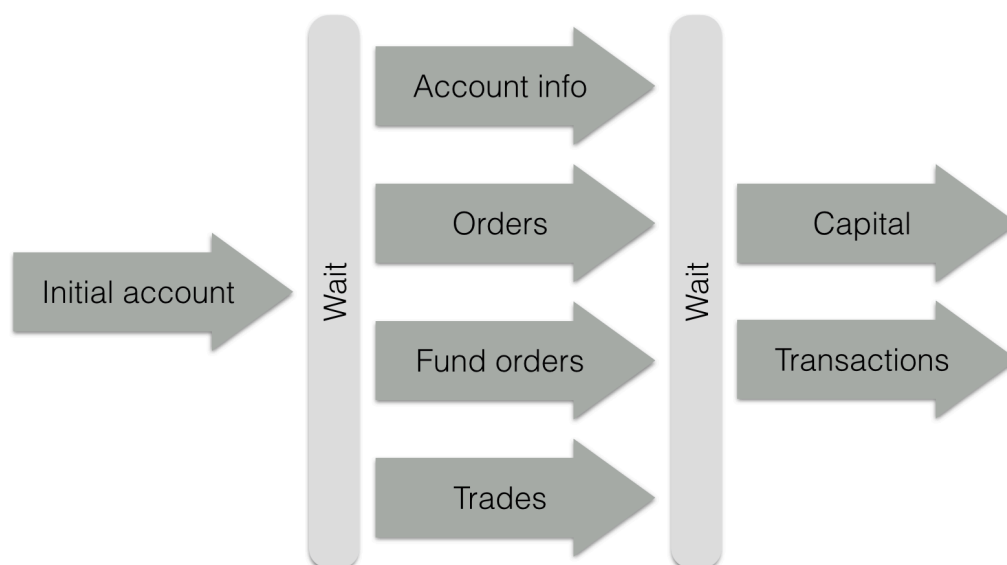 Initial account
Wait
Account info
Orders
Fund orders
Trades
Wait
Capital
Transactions